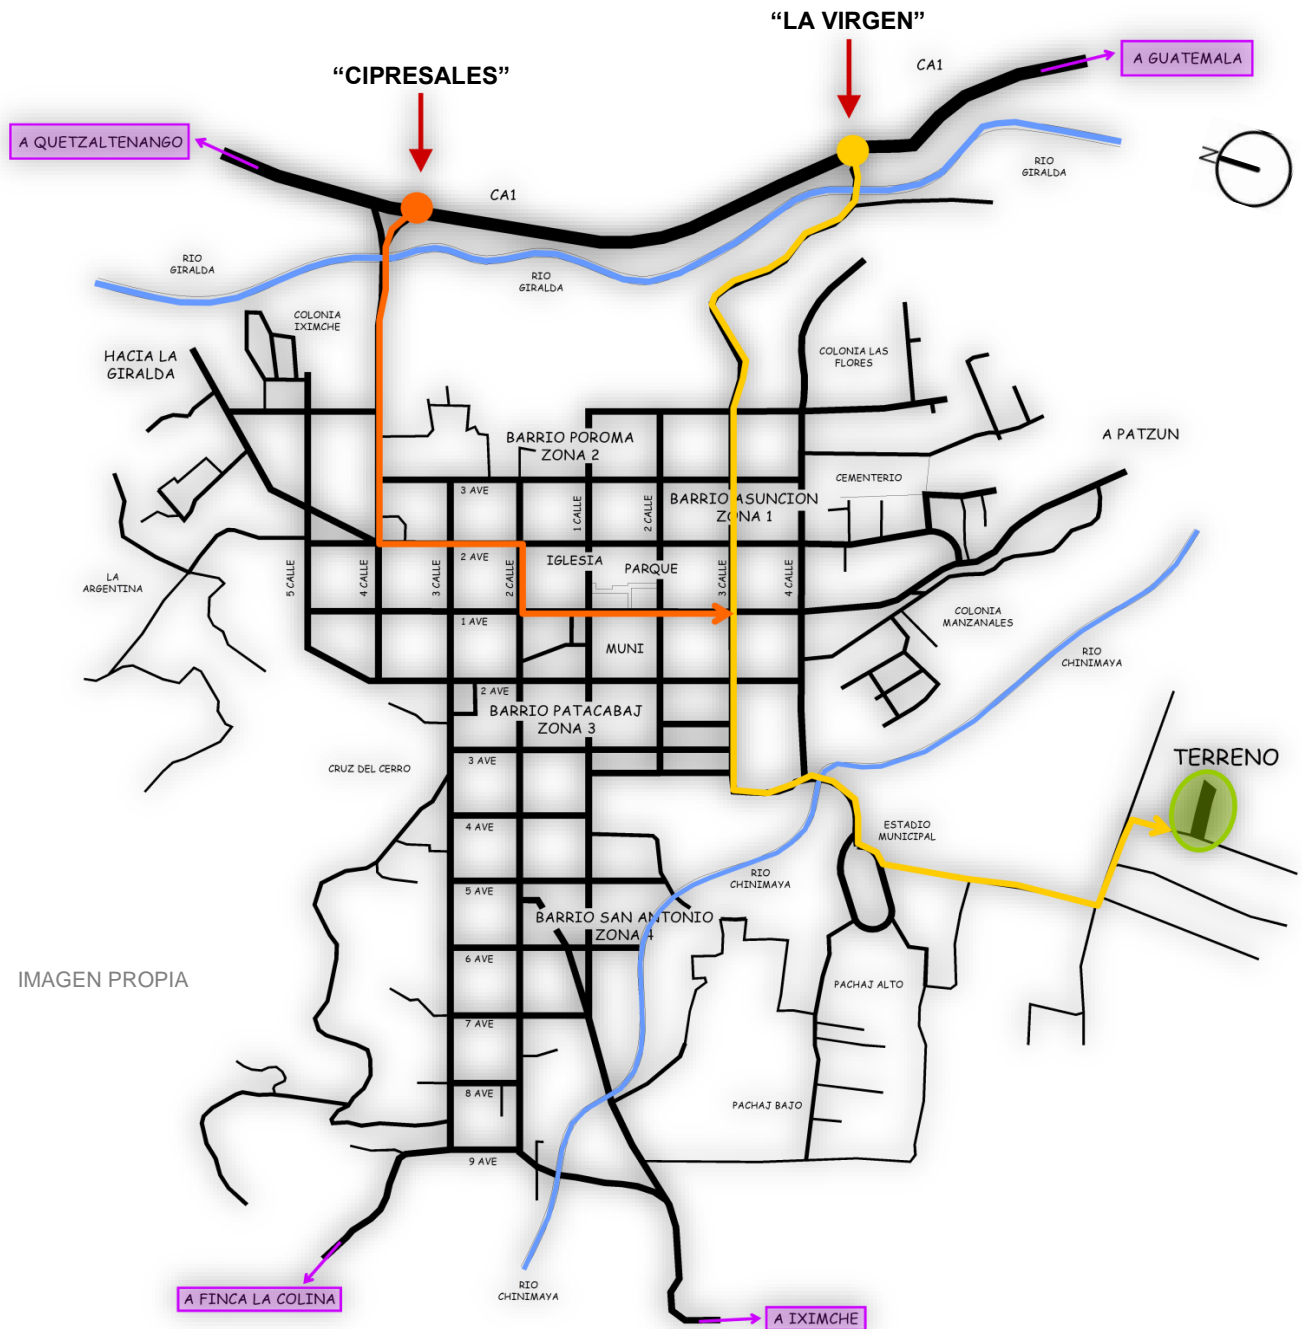 “LA VIRGEN”
CA1
A GUATEMALA
“CIPRESALES”
A QUETZALTENANGO
CA1
N
RIO
GIRALDA
RIO
GIRALDA
RIO
GIRALDA
COLONIA
IXIMCHE
HACIA LA
GIRALDA
COLONIA LAS
FLORES
A PATZUN
BARRIO POROMA
ZONA 2
CEMENTERIO
3 AVE
1 CALLE
2 CALLE
BARRIO ASUNCION
ZONA 1
2 AVE
IGLESIA
PARQUE
LA
ARGENTINA
5 CALLE
4 CALLE
3 CALLE
2 CALLE
3 CALLE
4 CALLE
1 AVE
MUNI
COLONIA
MANZANALES
RIO
CHINIMAYA
2 AVE
BARRIO PATACABAJ
ZONA 3
3 AVE
CRUZ DEL CERRO
TERRENO
4 AVE
ESTADIO
MUNICIPAL
RIO
CHINIMAYA
5 AVE
BARRIO SAN ANTONIO
ZONA 4
6 AVE
IMAGEN PROPIA
PACHAJ ALTO
7 AVE
8 AVE
PACHAJ BAJO
9 AVE
RIO
CHINIMAYA
A FINCA LA COLINA
A IXIMCHE